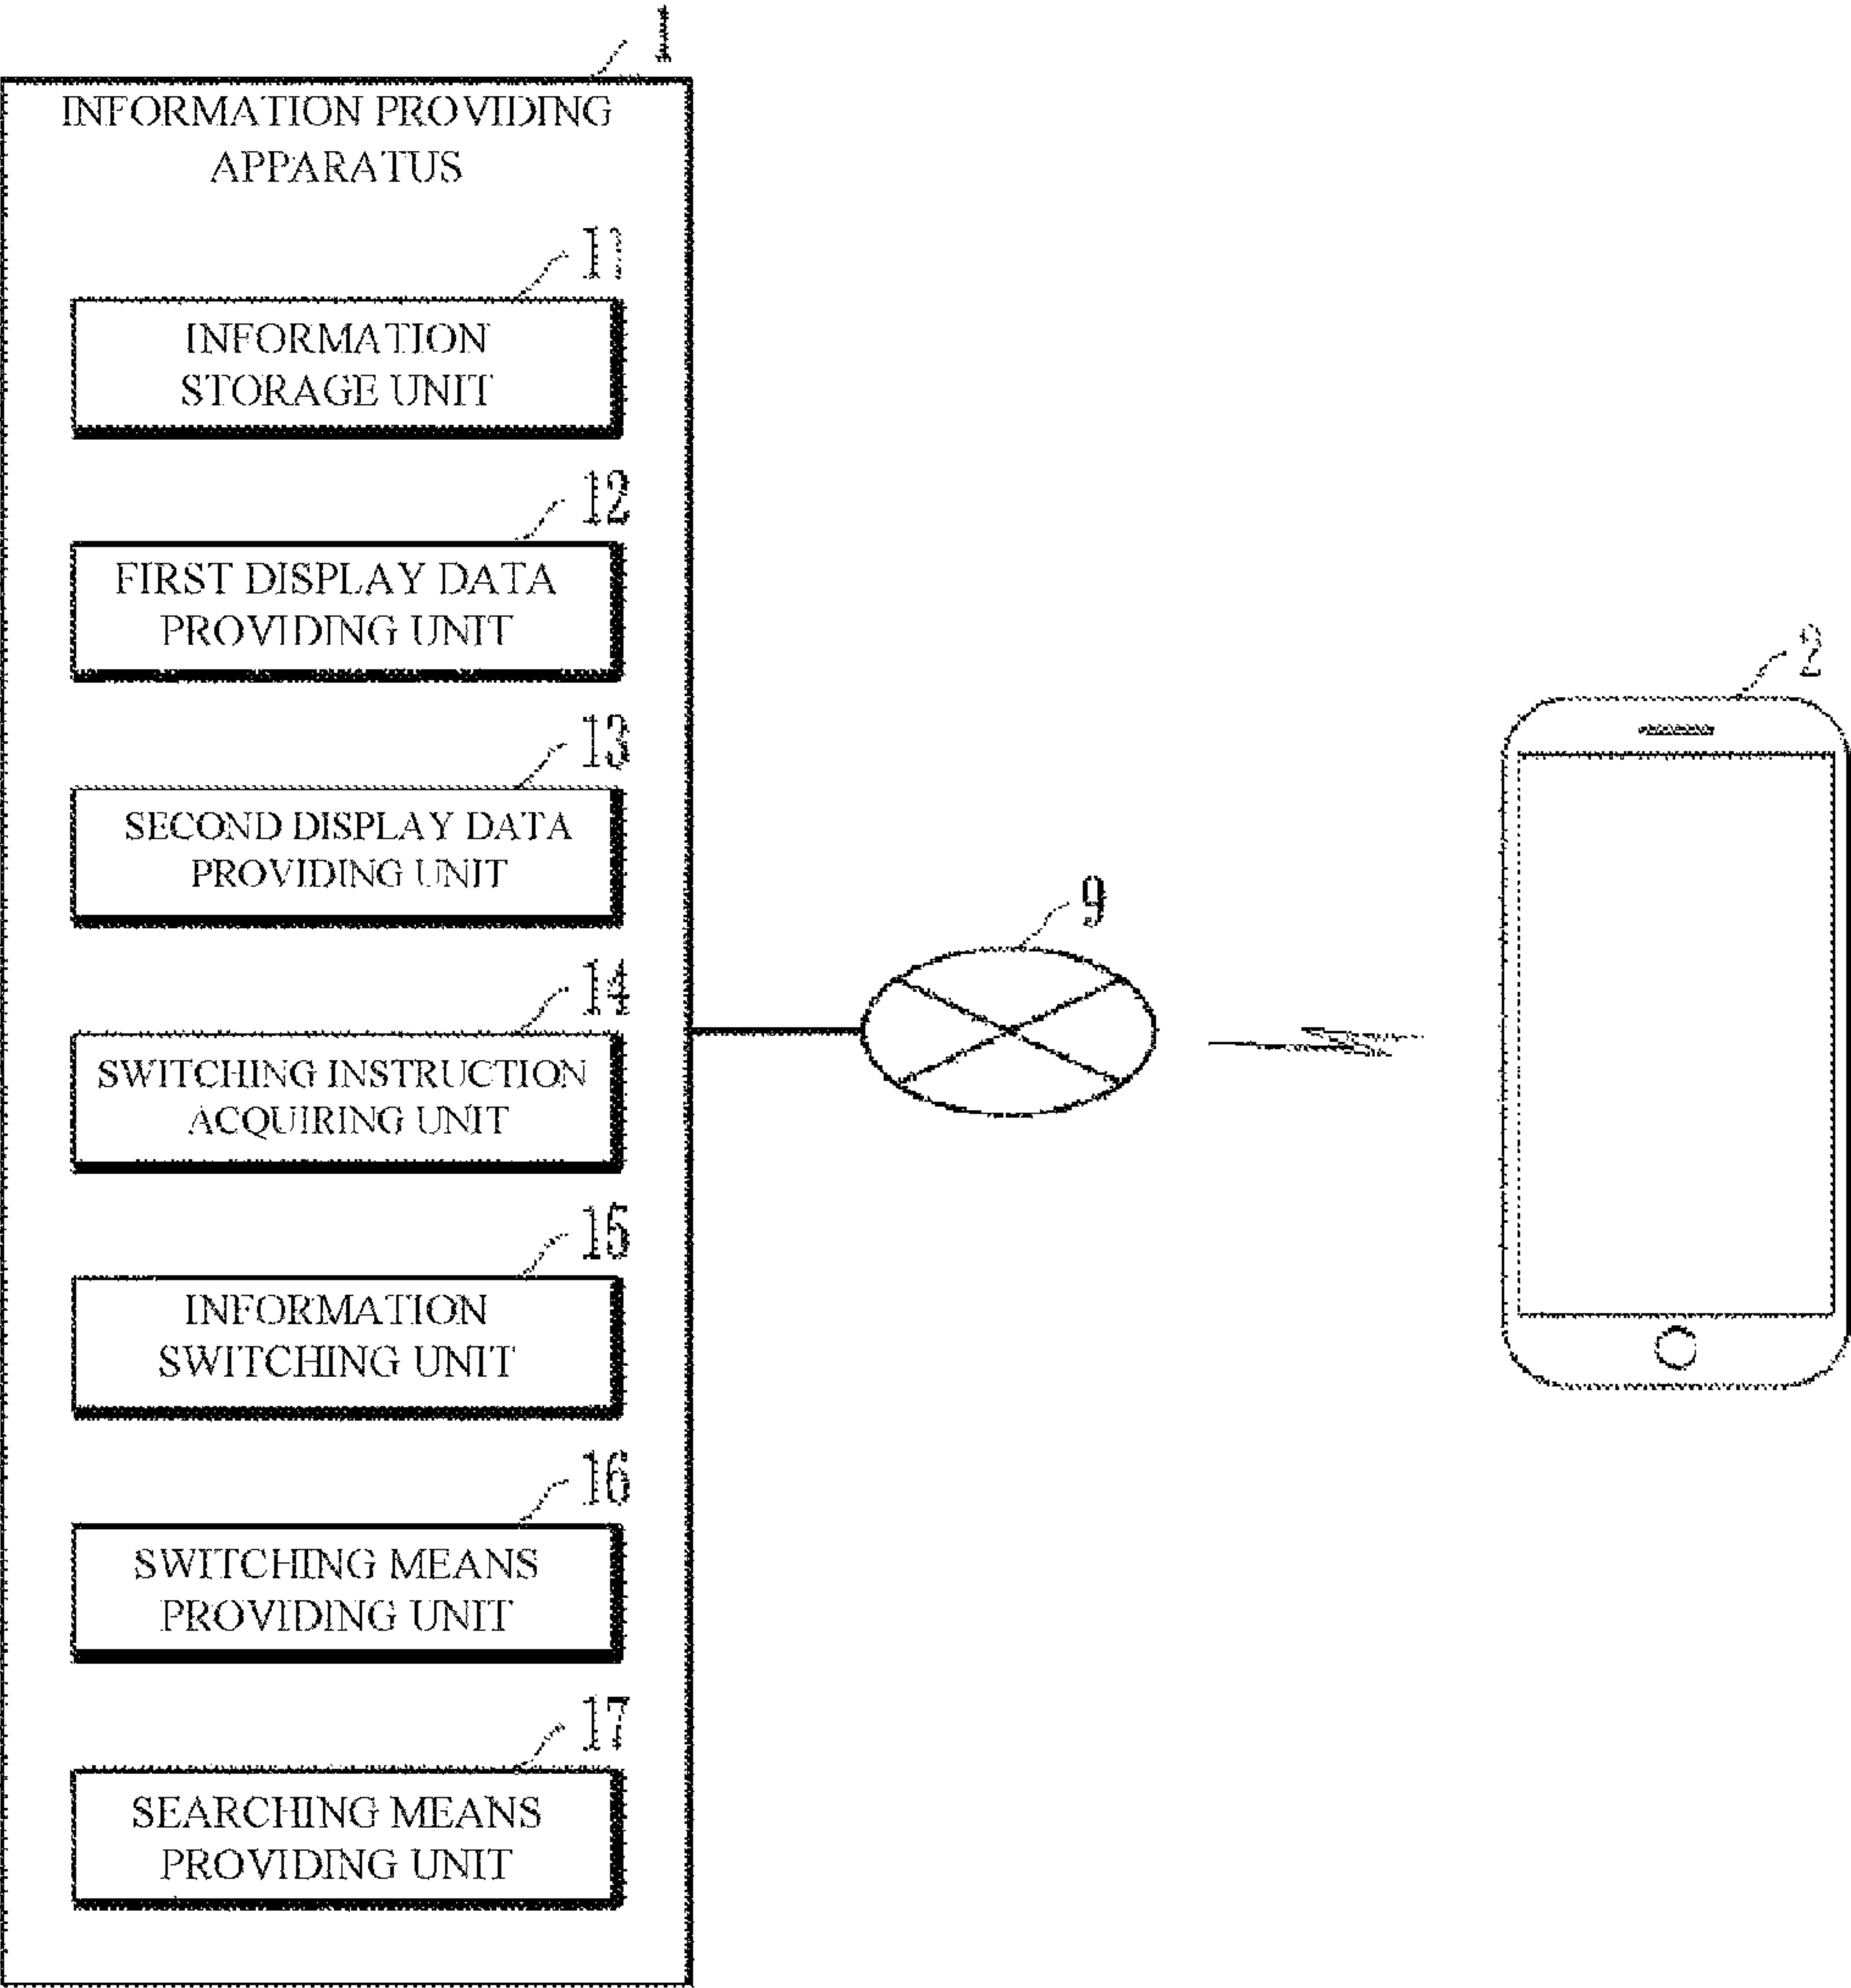 1
INFORMATION PROVIDING
APPARATUS
11
INFORMATION
STORAGE UNIT
12
FIRST DISPLAY DATA
PROVIDING UNIT
13
SECOND DISPLAY DATA
PROVIDING UNIT
14
SWITCHING INSTRUCTION
ACQUIRING UNIT
15
INFORMATION
SWITCHING UNIT
16
SWITCHING MEANS
PROVIDING UNIT
17
SEARCHING MEANS
PROVIDING UNIT
9
2